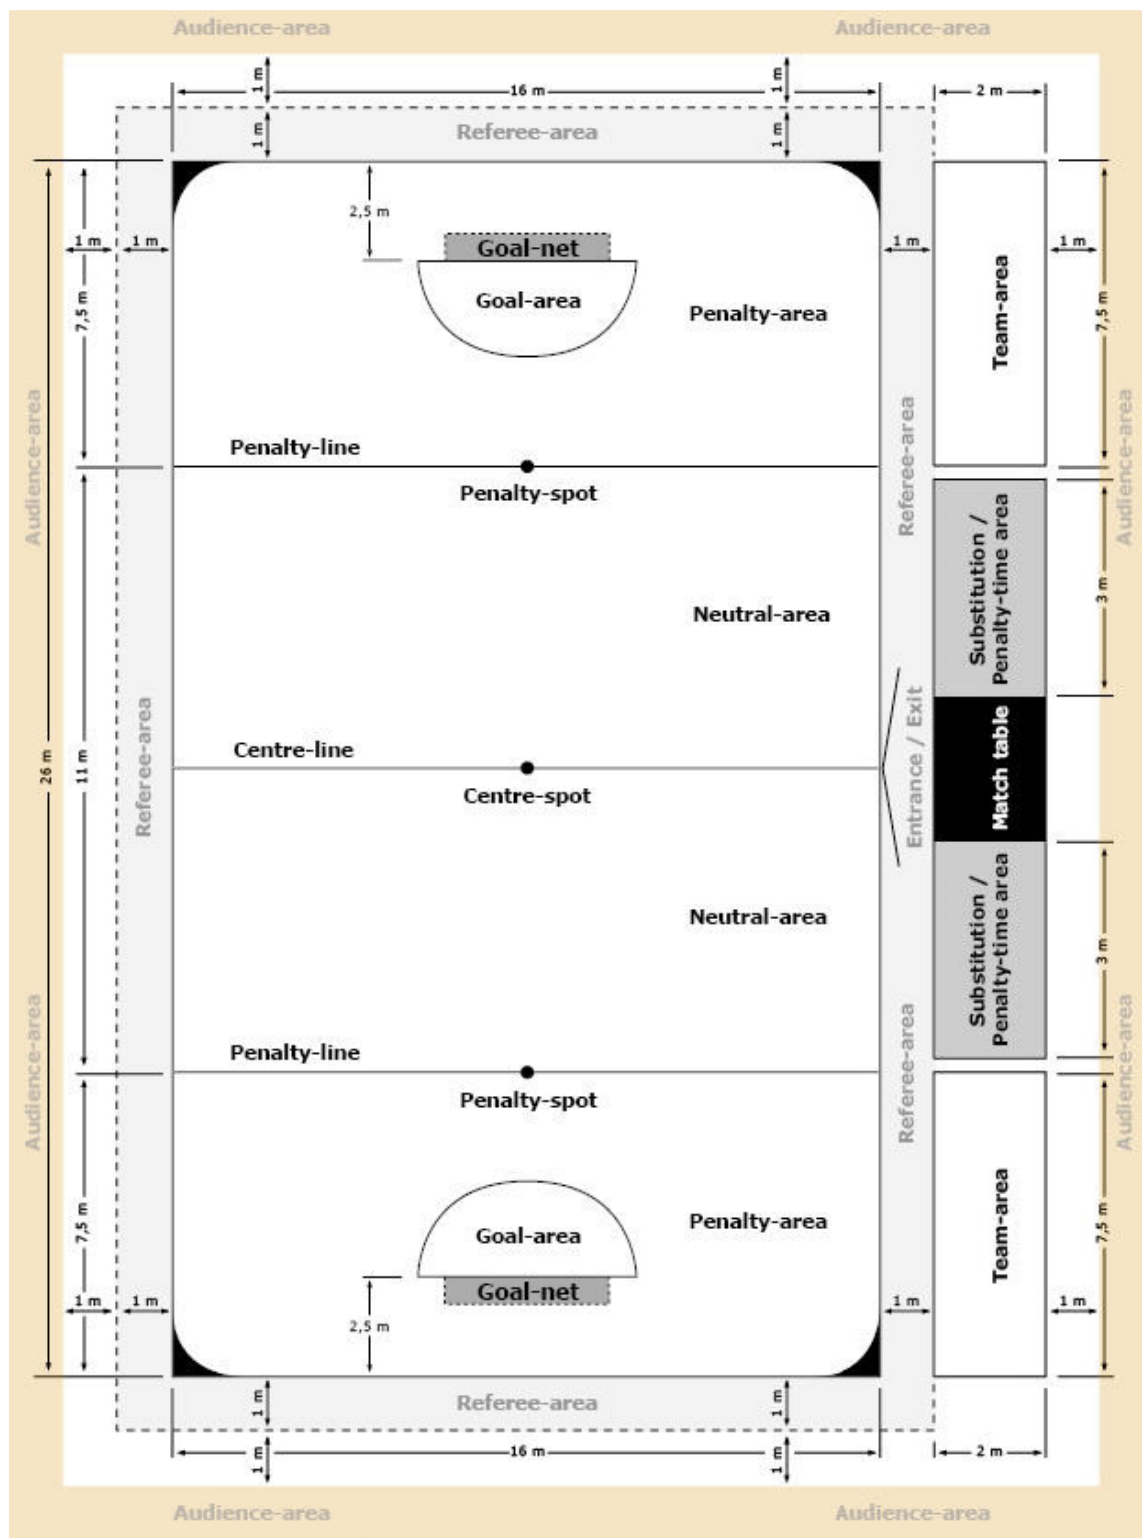 Audience-area
Audience-area
1 m
1 m
16 m
2 m
1 m
1 m
Referee-area
2,5 m
1 m
1 m
1 m
1 m
Goal-net
Goal-area
Penalty-area
7,5 m
7,5 m
Team-area
Audience-area
Audience-area
Referee-area
Penalty-line
Penalty-spot
Substitution /
Penalty-time area
3 m
Neutral-area
Referee-area
26 m
11 m
Centre-line
Centre-spot
Entrance / Exit
Match table
Neutral-area
Substitution /
Penalty-time area
3 m
Audience-area
Audience-area
Referee-area
Penalty-line
Penalty-spot
7,5 m
7,5 m
Penalty-area
Team-area
Goal-area
Goal-net
1 m
1 m
1 m
1 m
2,5 m
1 m
1 m
Referee-area
16 m
2 m
1 m
1 m
Audience-area
Audience-area